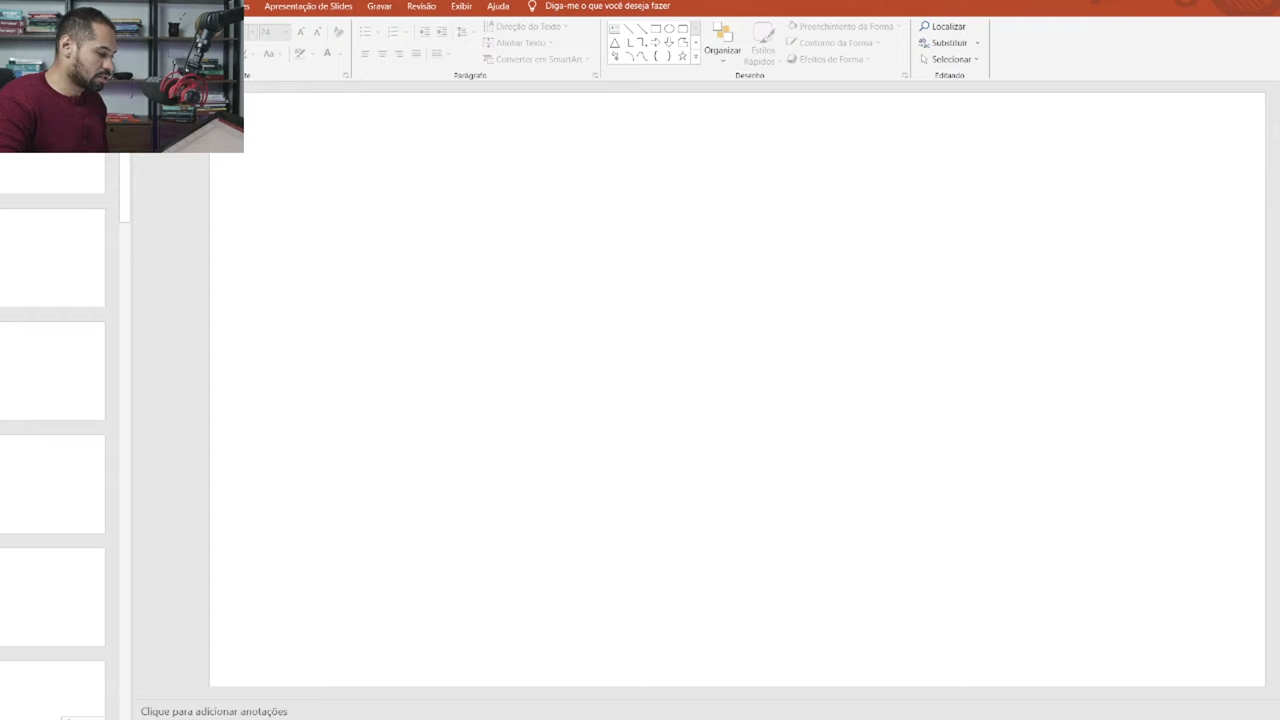 Apresentação de Slides Gravar Revisão Exibir Ajuda Diga-me o que você deseja fazer
24 Direção do Texto Preenchimento da Forma Localizar
Aa A Alinhar Texto Organizar Estilos Rápidos Contorno da Forma Substituir
Converter em SmartArt Efeitos de Forma Selecionar
Parágrafo Desenho Editando
Clique para adicionar anotações